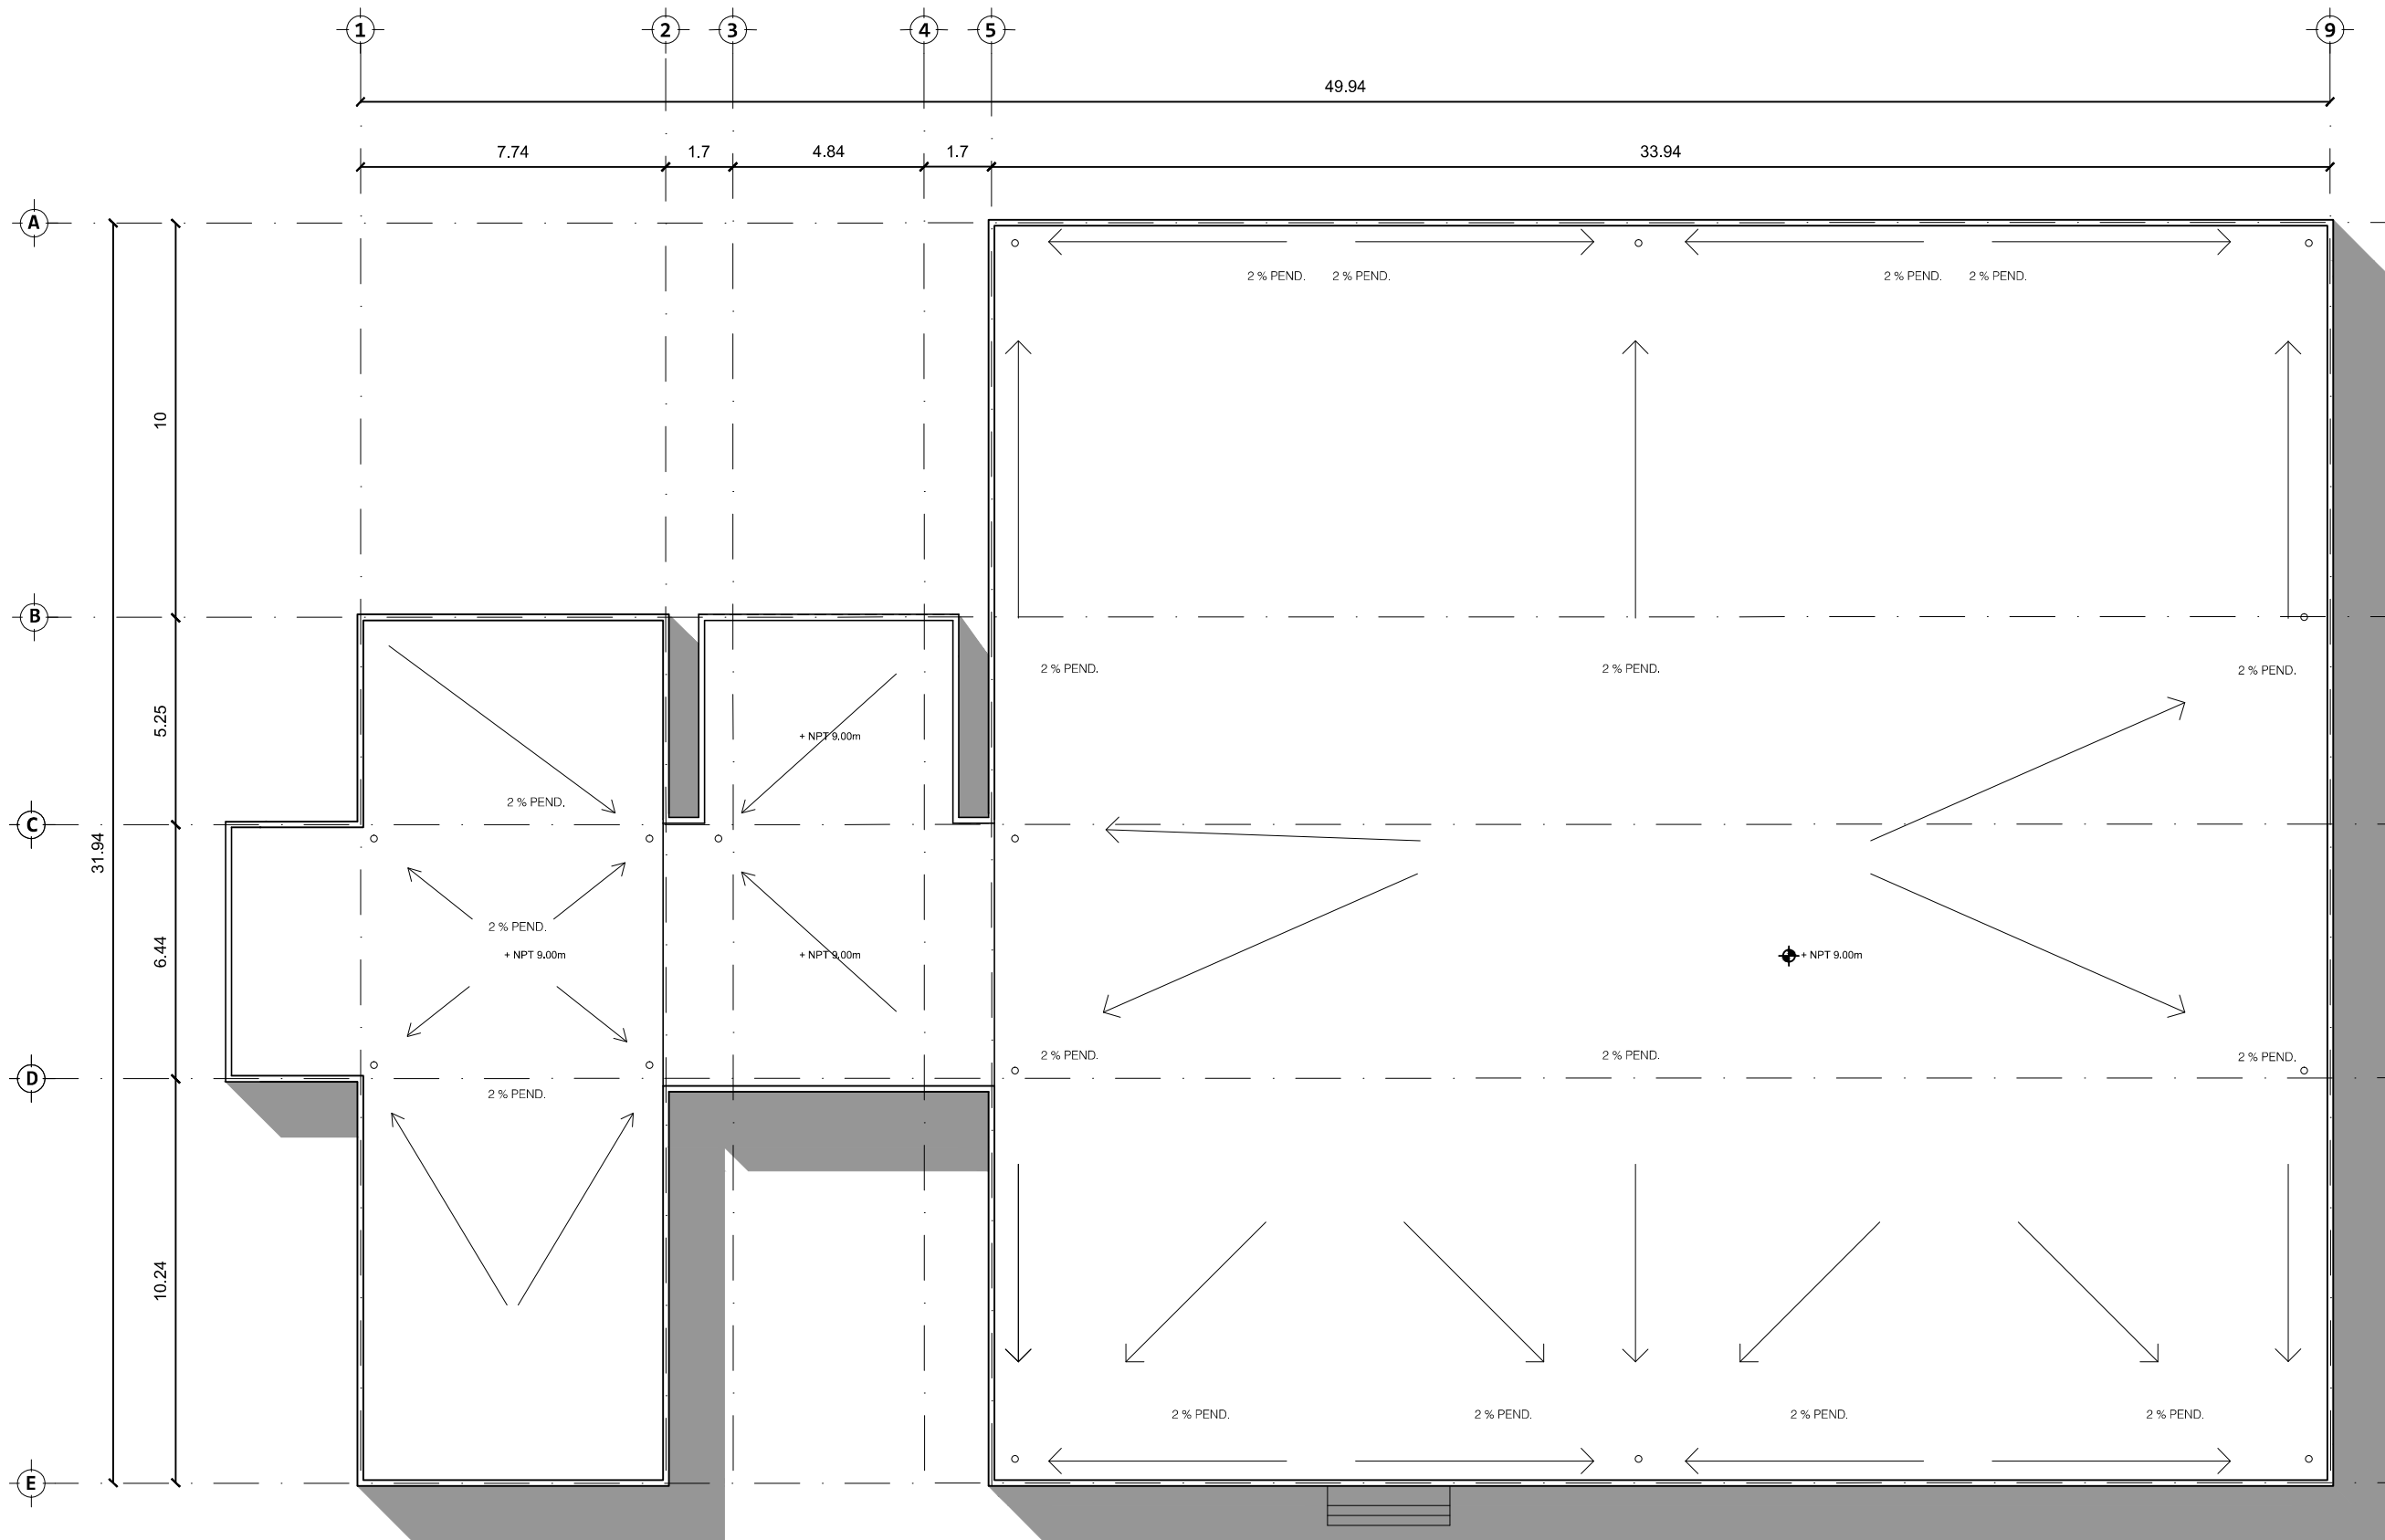 1 2 3 4 5 9
49.94
7.74 1.7 4.84 1.7 33.94
A
2 % PEND. 2 % PEND. 2 % PEND. 2 % PEND.
10
B
2 % PEND. 2 % PEND. 2 % PEND.
5.25
+ NPT 9.00m
2 % PEND.
C
31.94
2 % PEND.
6.44
+ NPT 9.00m + NPT 9.00m + NPT 9.00m
2 % PEND. 2 % PEND. 2 % PEND.
D
2 % PEND.
10.24
2 % PEND. 2 % PEND. 2 % PEND. 2 % PEND.
E